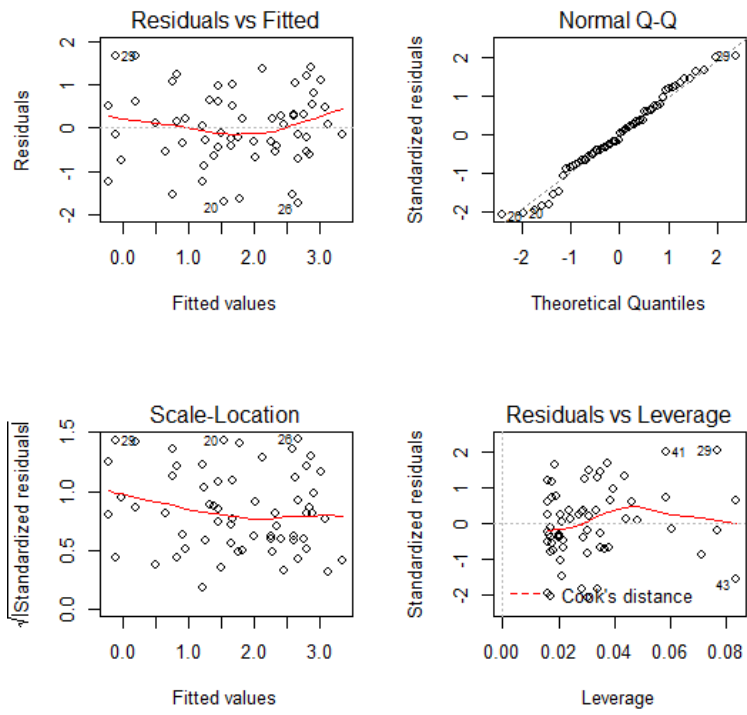 Residuals vs Fitted
Residuals
2
1
0
-1
-2
29
20
26
0.0 1.0 2.0 3.0
Fitted values
Normal Q-Q
Standardized residuals
2
1
0
-1
-2
29
26 20
-2 -1 0 1 2
Theoretical Quantiles
Scale-Location
√|Standardized residuals|
1.5
1.0
0.5
0.0
29
20
26
0.0 1.0 2.0 3.0
Fitted values
Residuals vs Leverage
Standardized residuals
2
1
0
-1
-2
41
29
43
Cook's distance
0.00 0.02 0.04 0.06 0.08
Leverage